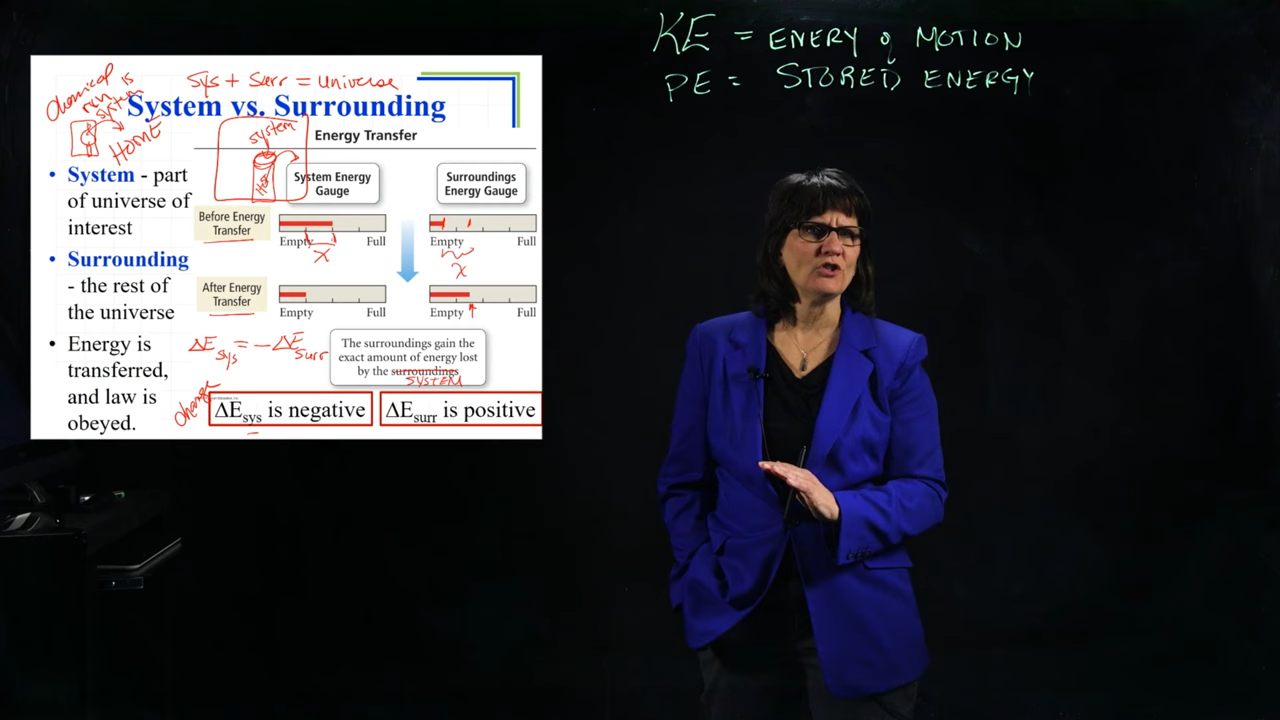 KE = ENERY of MOTION
PE = STORED ENERGY
Sys + Surr = universe
chemical
rxn is
system
System vs. Surrounding
HOME
system
Energy Transfer
Hot
System Energy
Gauge
Surroundings
Energy Gauge
• System - part
of universe of
interest
Before Energy
Transfer
Empty
Full
Empty
Full
x
x
• Surrounding
- the rest of
the universe
After Energy
Transfer
Empty
Full
Empty
Full
• Energy is
transferred,
and law is
obeyed.
ΔEsys = -ΔEsurr
The surroundings gain the
exact amount of energy lost
by the surroundings
SYSTEM
change
ΔEsys is negative
ΔEsurr is positive